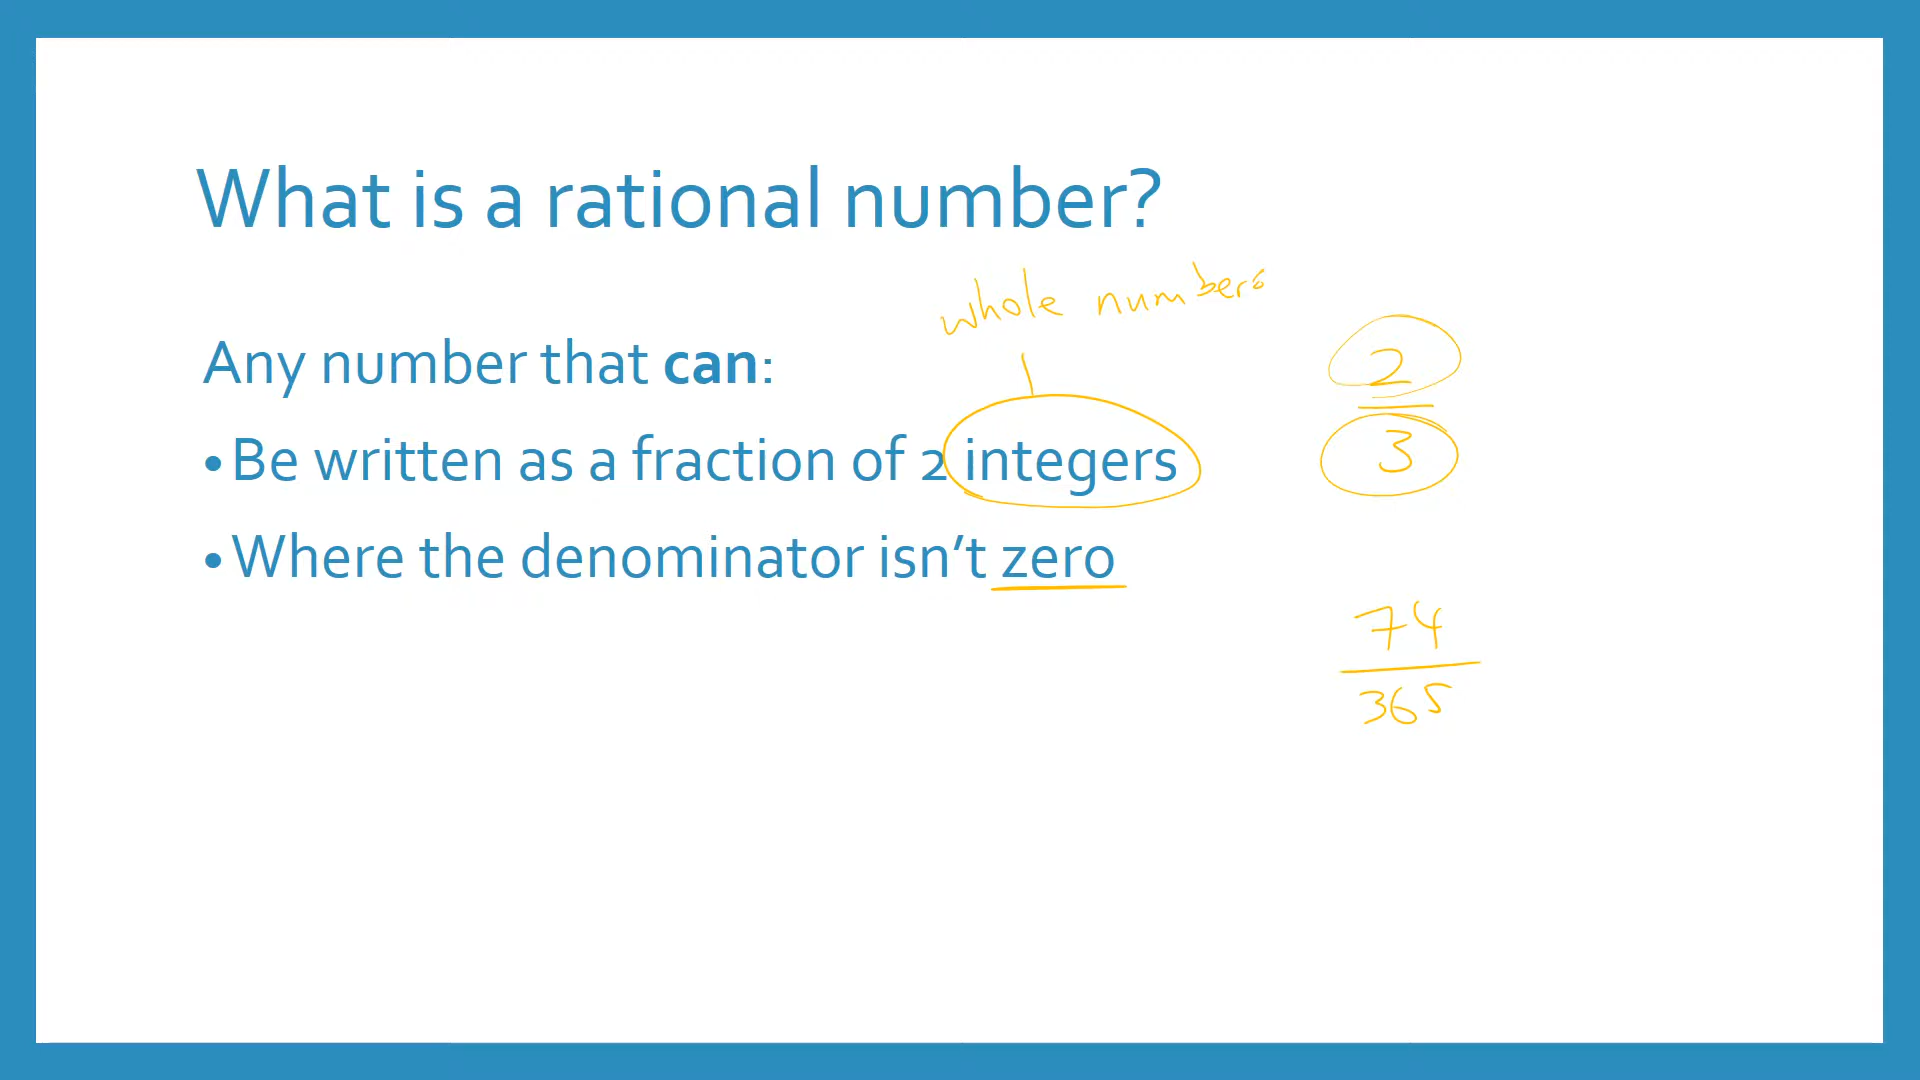 What is a rational number?
whole numbers
Any number that can:
• Be written as a fraction of 2 integers
• Where the denominator isn’t zero
2
3
74
365